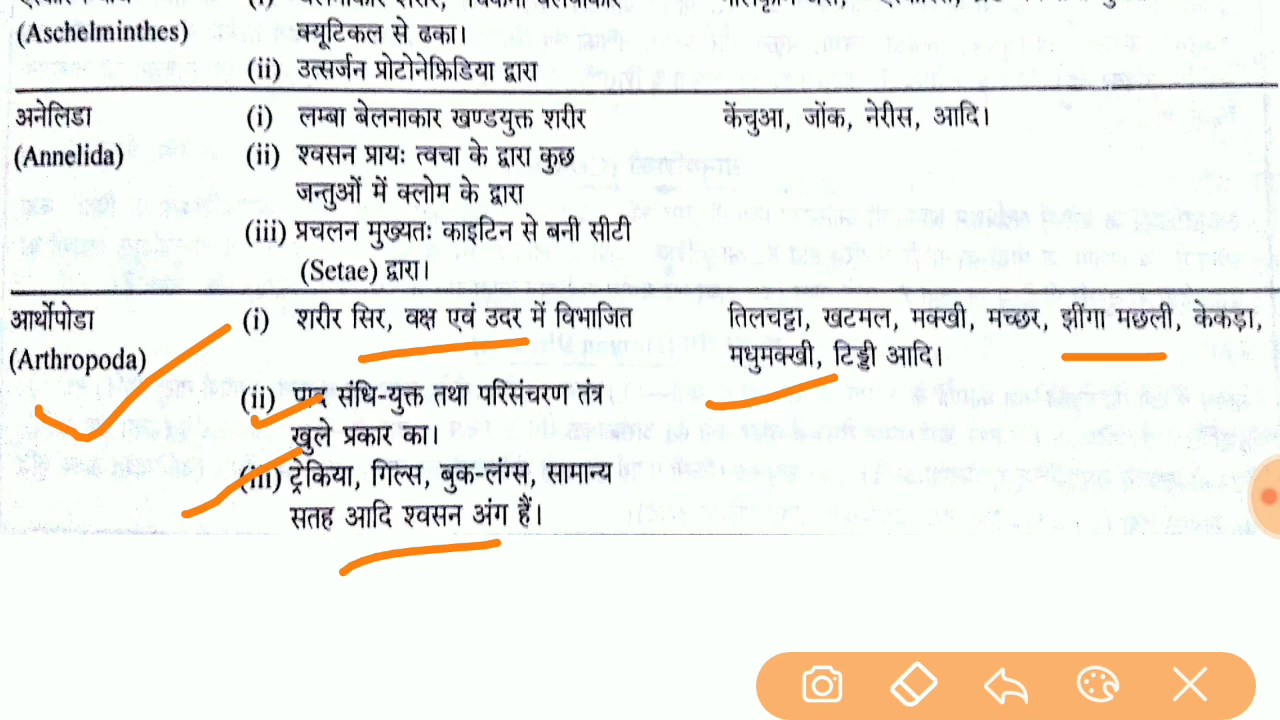 (Aschelminthes)
क्यूटिकल से ढका।
(ii) उत्सर्जन प्रोटोनेफ्रिडिया द्वारा
अनेलिडा (i) लम्बा बेलनाकार खण्डयुक्त शरीर केंचुआ, जोंक, नेरीस, आदि।
(Annelida) (ii) श्वसन प्रायः त्वचा के द्वारा कुछ
जन्तुओं में क्लोम के द्वारा
(iii) प्रचलन मुख्यतः काइटिन से बनी सीटी
(Setae) द्वारा।
आर्थोपोडा (i) शरीर सिर, वक्ष एवं उदर में विभाजित तिलचट्टा, खटमल, मक्खी, मच्छर, झींगा मछली, केकड़ा,
(Arthropoda) मधुमक्खी, टिड्डी आदि।
(ii) पाद संधि-युक्त तथा परिसंचरण तंत्र
खुले प्रकार का।
(iii) ट्रेकिया, गिल्स, बुक-लंग्स, सामान्य
सतह आदि श्वसन अंग हैं।